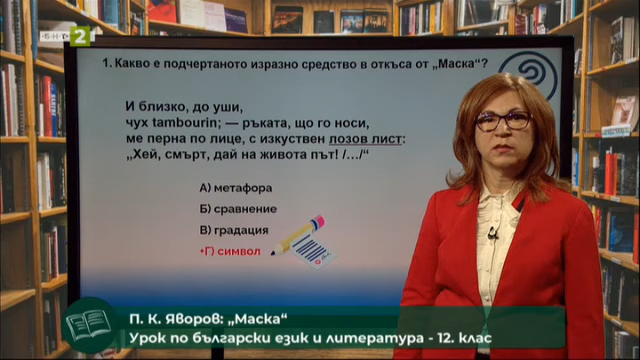 БНТ 2
1. Какво е подчертаното изразно средство в откъса от „Маска“?
И близко, до уши,
чух tambourin; — ръката, що го носи,
ме перна по лице, с изкуствен лозов лист:
„Хей, смърт, дай на живота път! /.../“
А) метафора
Б) сравнение
В) градация
+Г) символ
П. К. Яворов: „Маска“
Урок по български език и литература - 12. клас